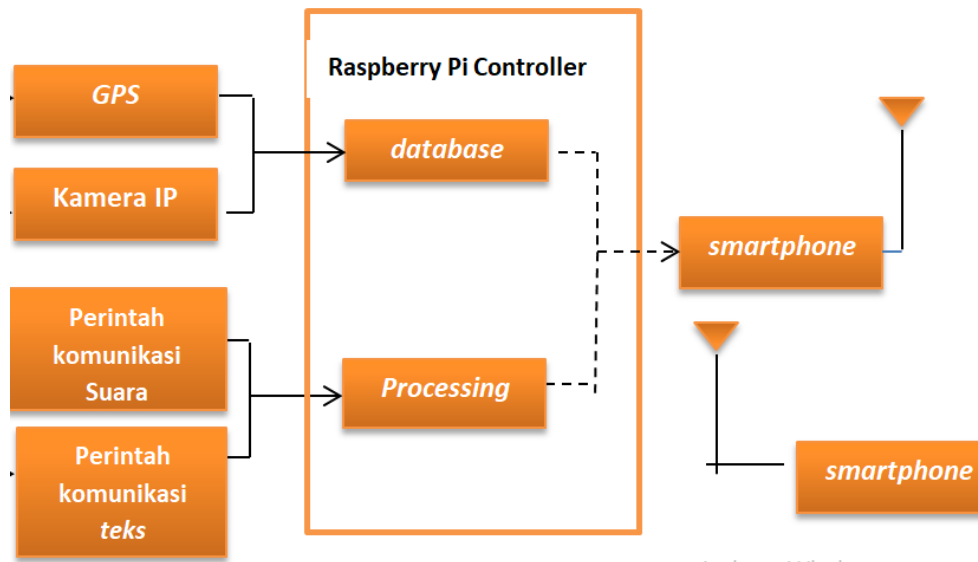 Raspberry Pi Controller
GPS
database
Kamera IP
smartphone
Perintah
komunikasi
Suara
Processing
Perintah
komunikasi
teks
smartphone